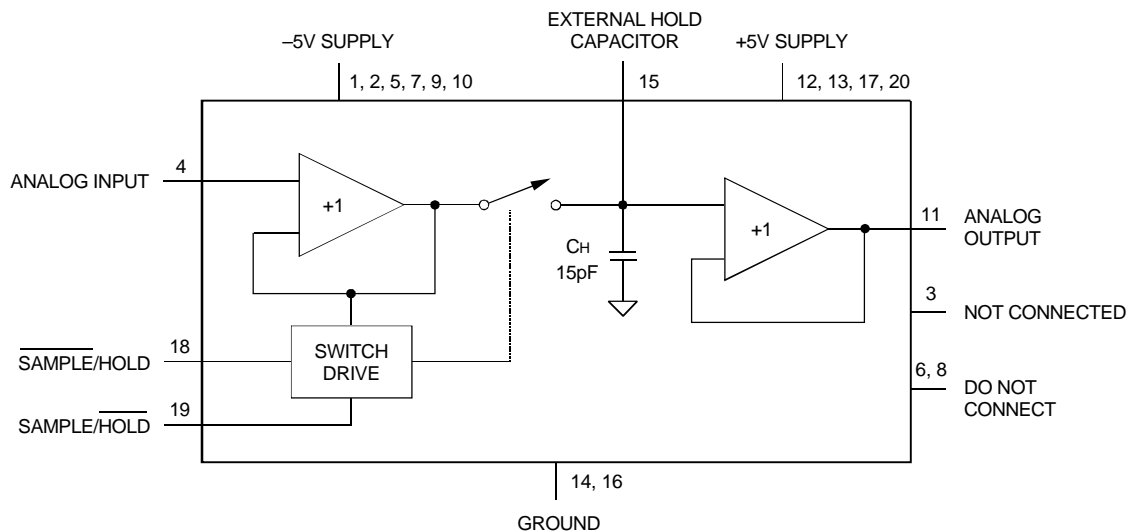 EXTERNAL HOLD
CAPACITOR
–5V SUPPLY
+5V SUPPLY
1, 2, 5, 7, 9, 10
15
12, 13, 17, 20
4
ANALOG INPUT
+1
+1
11
ANALOG
OUTPUT
CH
15pF
3
NOT CONNECTED
18
SAMPLE/HOLD
SWITCH
DRIVE
6, 8
DO NOT
CONNECT
19
SAMPLE/HOLD
14, 16
GROUND